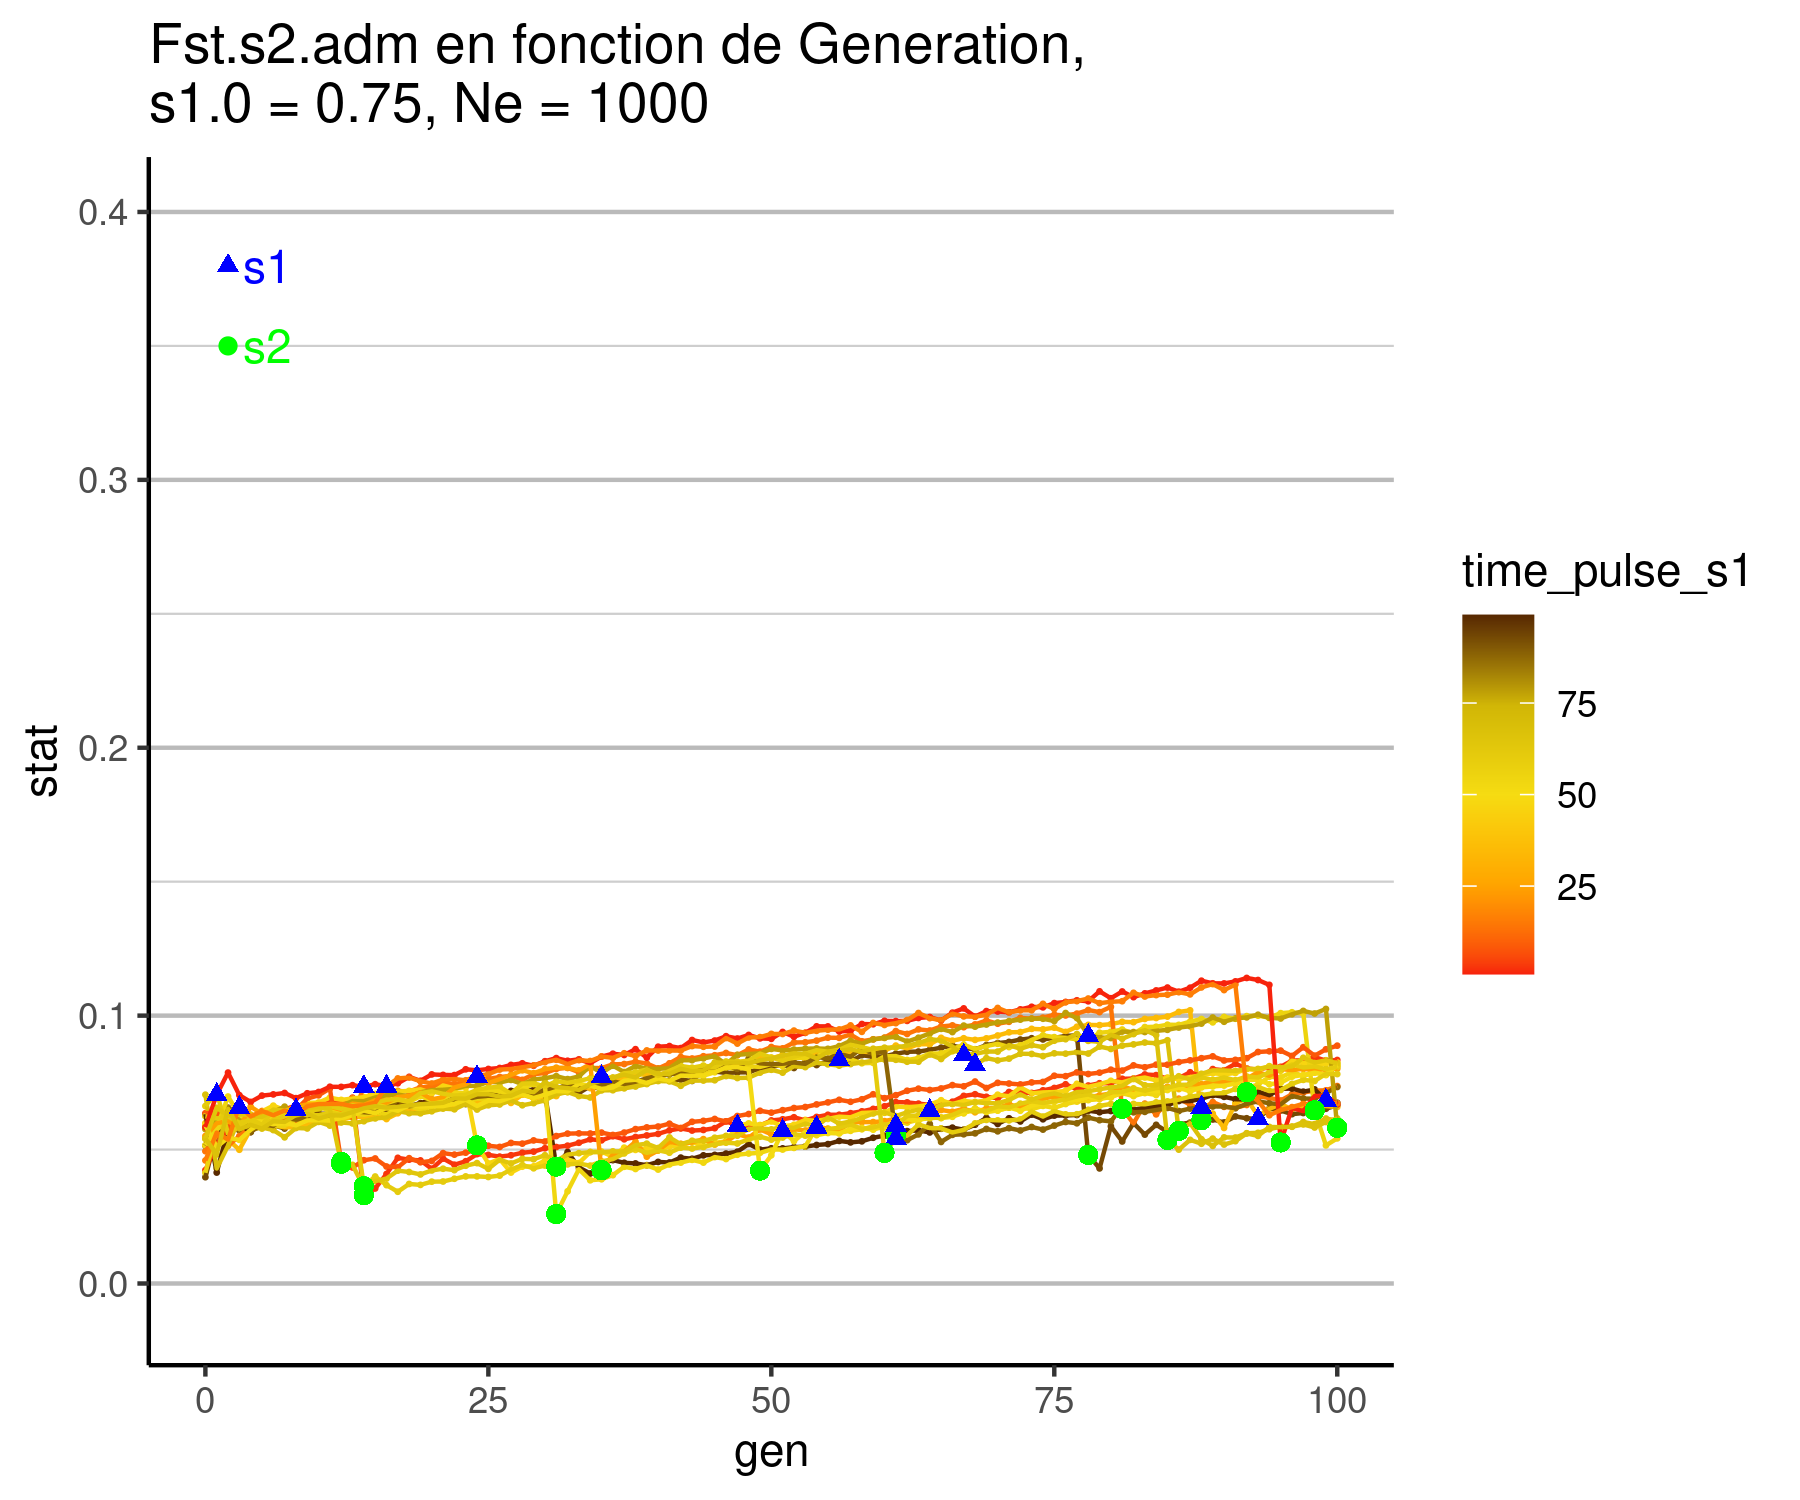 Fst.s2.adm en fonction de Generation,
s1.0 = 0.75, Ne = 1000
0.4
s1
s2
0.3
0.2
0.1
0.0
stat
0
25
50
75
100
gen
time_pulse_s1
75
50
25